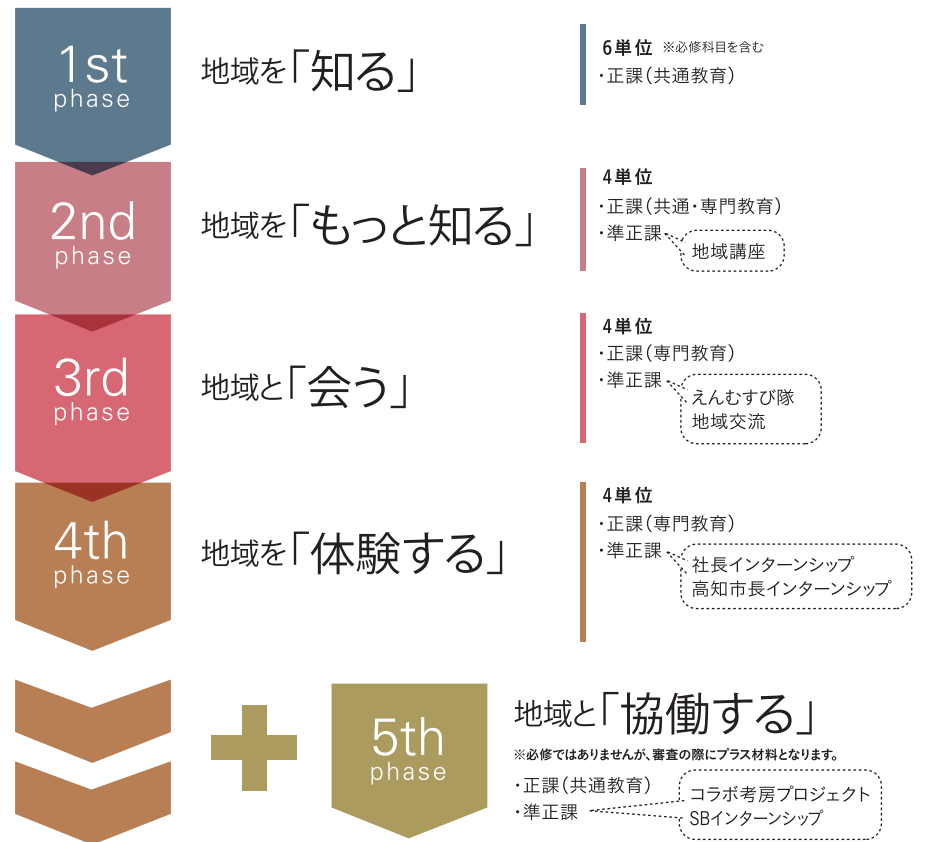 1st
phase
地域を「知る」
6単位 ※必修科目を含む
・正課（共通教育）
2nd
phase
地域を「もっと知る」
4単位
・正課（共通・専門教育）
・準正課
地域講座
3rd
phase
地域と「会う」
4単位
・正課（専門教育）
・準正課
えんむすび隊
地域交流
4th
phase
地域を「体験する」
4単位
・正課（専門教育）
・準正課
社長インターンシップ
高知市長インターンシップ
5th
phase
地域と「協働する」
※必修ではありませんが、審査の際にプラス材料となります。
・正課（共通教育）
・準正課
コラボ考房プロジェクト
SBインターンシップ